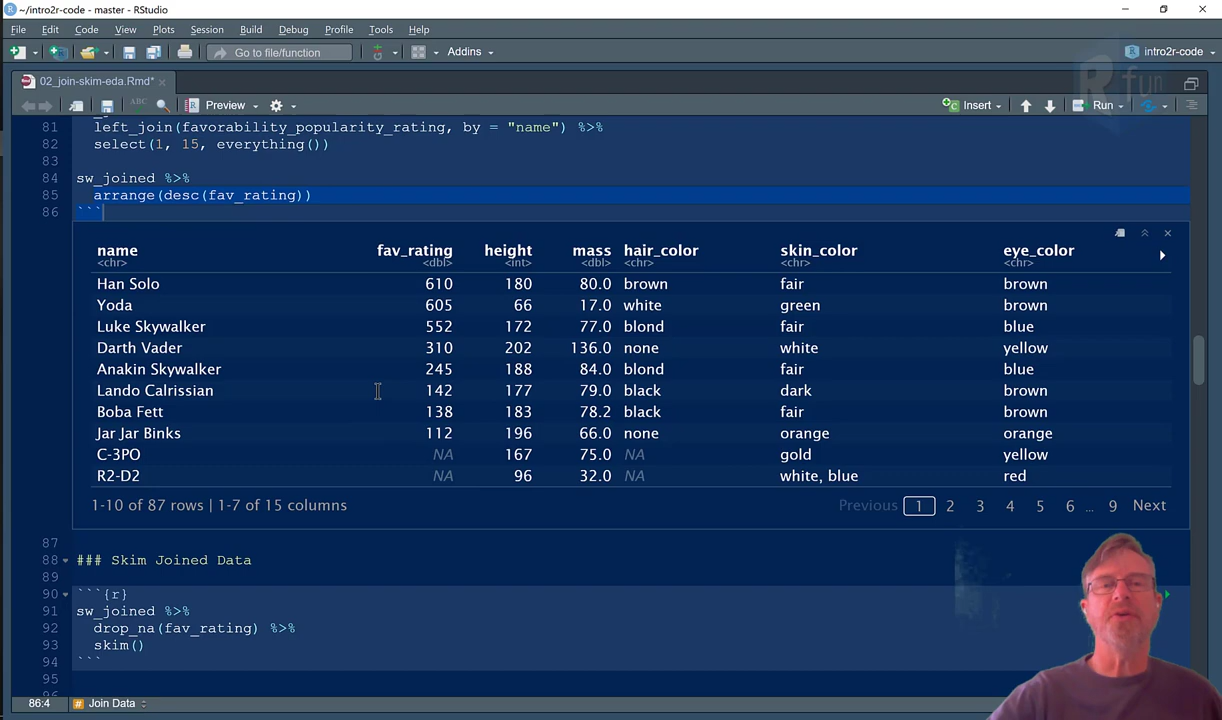 ~/intro2r-code - master - RStudio
File Edit Code View Plots Session Build Debug Profile Tools Help
Go to file/function Addins intro2r-code
02_join-skim-eda.Rmd*
R fun
ABC Preview Insert Run
81 left_join(favorability_popularity_rating, by = "name") %>%
82 select(1, 15, everything())
83
84 sw_joined %>%
85 arrange(desc(fav_rating))
86 ```
name fav_rating height mass hair_color skin_color eye_color
<chr> <dbl> <int> <dbl> <chr> <chr> <chr>
Han Solo 610 180 80.0 brown fair brown
Yoda 605 66 17.0 white green brown
Luke Skywalker 552 172 77.0 blond fair blue
Darth Vader 310 202 136.0 none white yellow
Anakin Skywalker 245 188 84.0 blond fair blue
Lando Calrissian 142 177 79.0 black dark brown
Boba Fett 138 183 78.2 black fair brown
Jar Jar Binks 112 196 66.0 none orange orange
C-3PO NA 167 75.0 NA gold yellow
R2-D2 NA 96 32.0 NA white, blue red
1-10 of 87 rows | 1-7 of 15 columns Previous 1 2 3 4 5 6 ... 9 Next
87
88 ### Skim Joined Data
89
90 ```{r}
91 sw_joined %>%
92 drop_na(fav_rating) %>%
93 skim()
94 ```
95
86:4 # Join Data